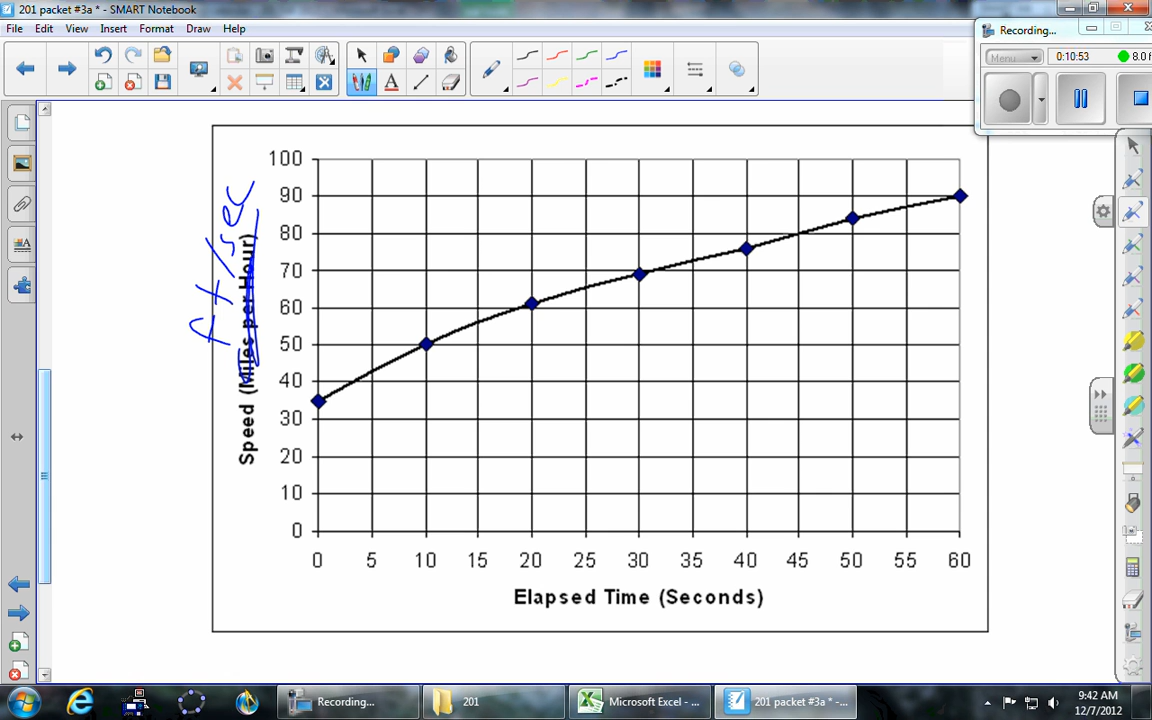 201 packet #3a * - SMART Notebook
File Edit View Insert Format Draw Help
Recording...
Menu 0:10:53
100
90
80
70
60
50
40
30
20
10
0
ft/sec
Speed (Miles per Hour)
0 5 10 15 20 25 30 35 40 45 50 55 60
Elapsed Time (Seconds)
Recording... 201 Microsoft Excel - ... 201 packet #3a * -... 9:42 AM
12/7/2012